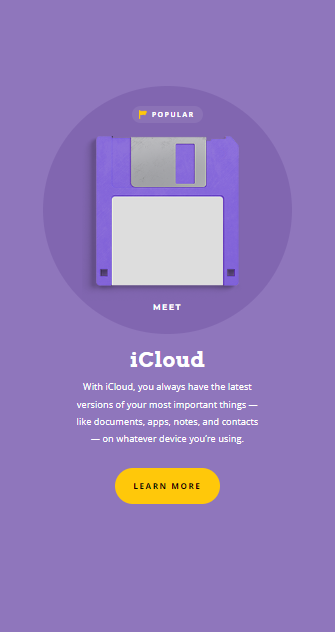 POPULAR
MEET
iCloud
With iCloud, you always have the latest
versions of your most important things —
like documents, apps, notes, and contacts
— on whatever device you're using.
LEARN MORE